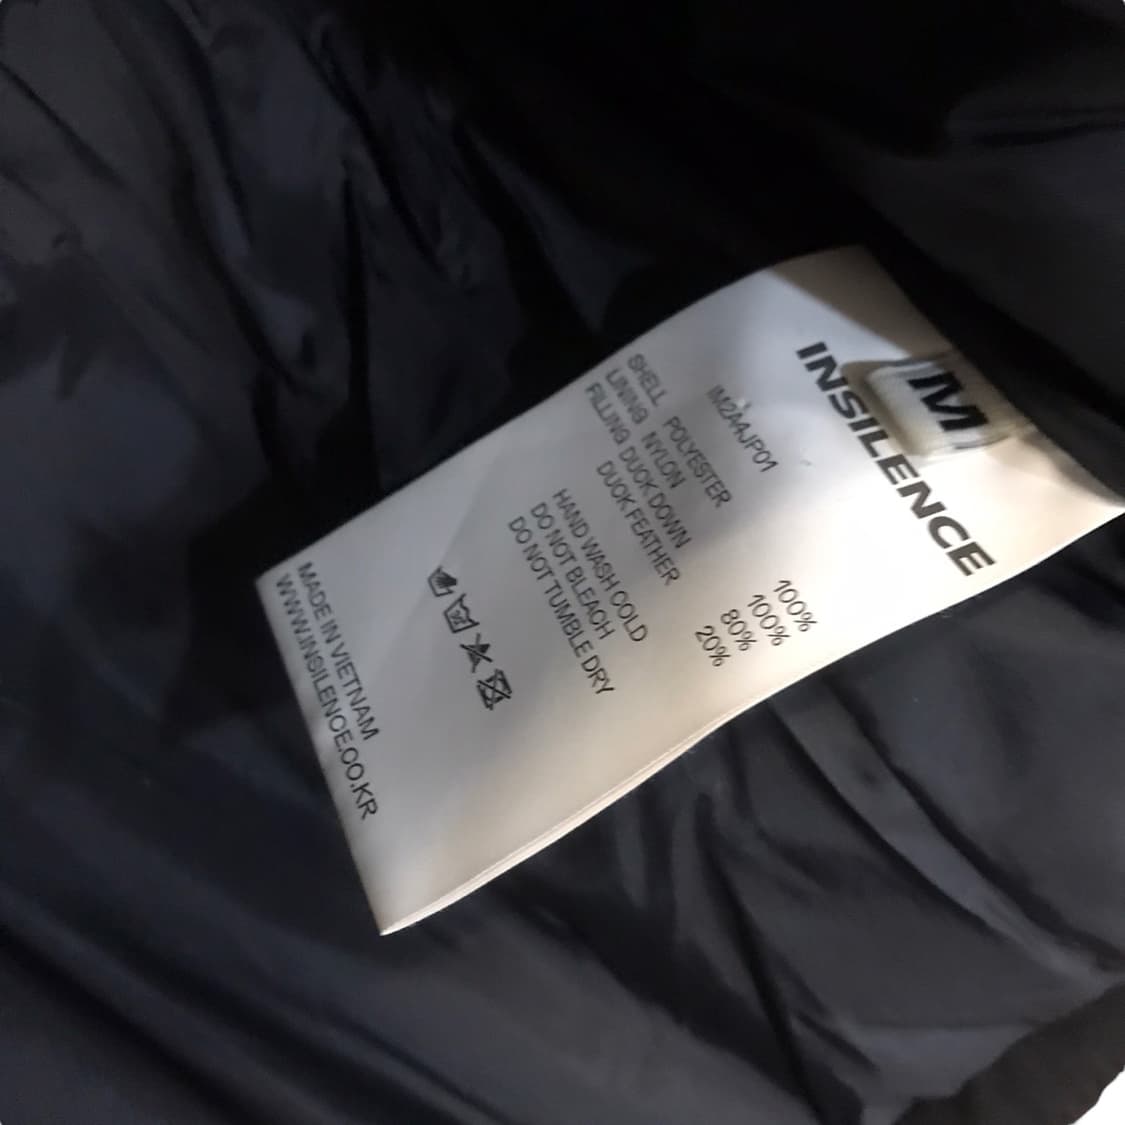 M
INSILENCE
IM2A4JP01
SHELL POLYESTER 100%
LINING NYLON 100%
FILLING DUCK DOWN 80%
DUCK FEATHER 20%
HAND WASH COLD
DO NOT BLEACH
DO NOT TUMBLE DRY
MADE IN VIETNAM
WWW.INSILENCE.CO.KR